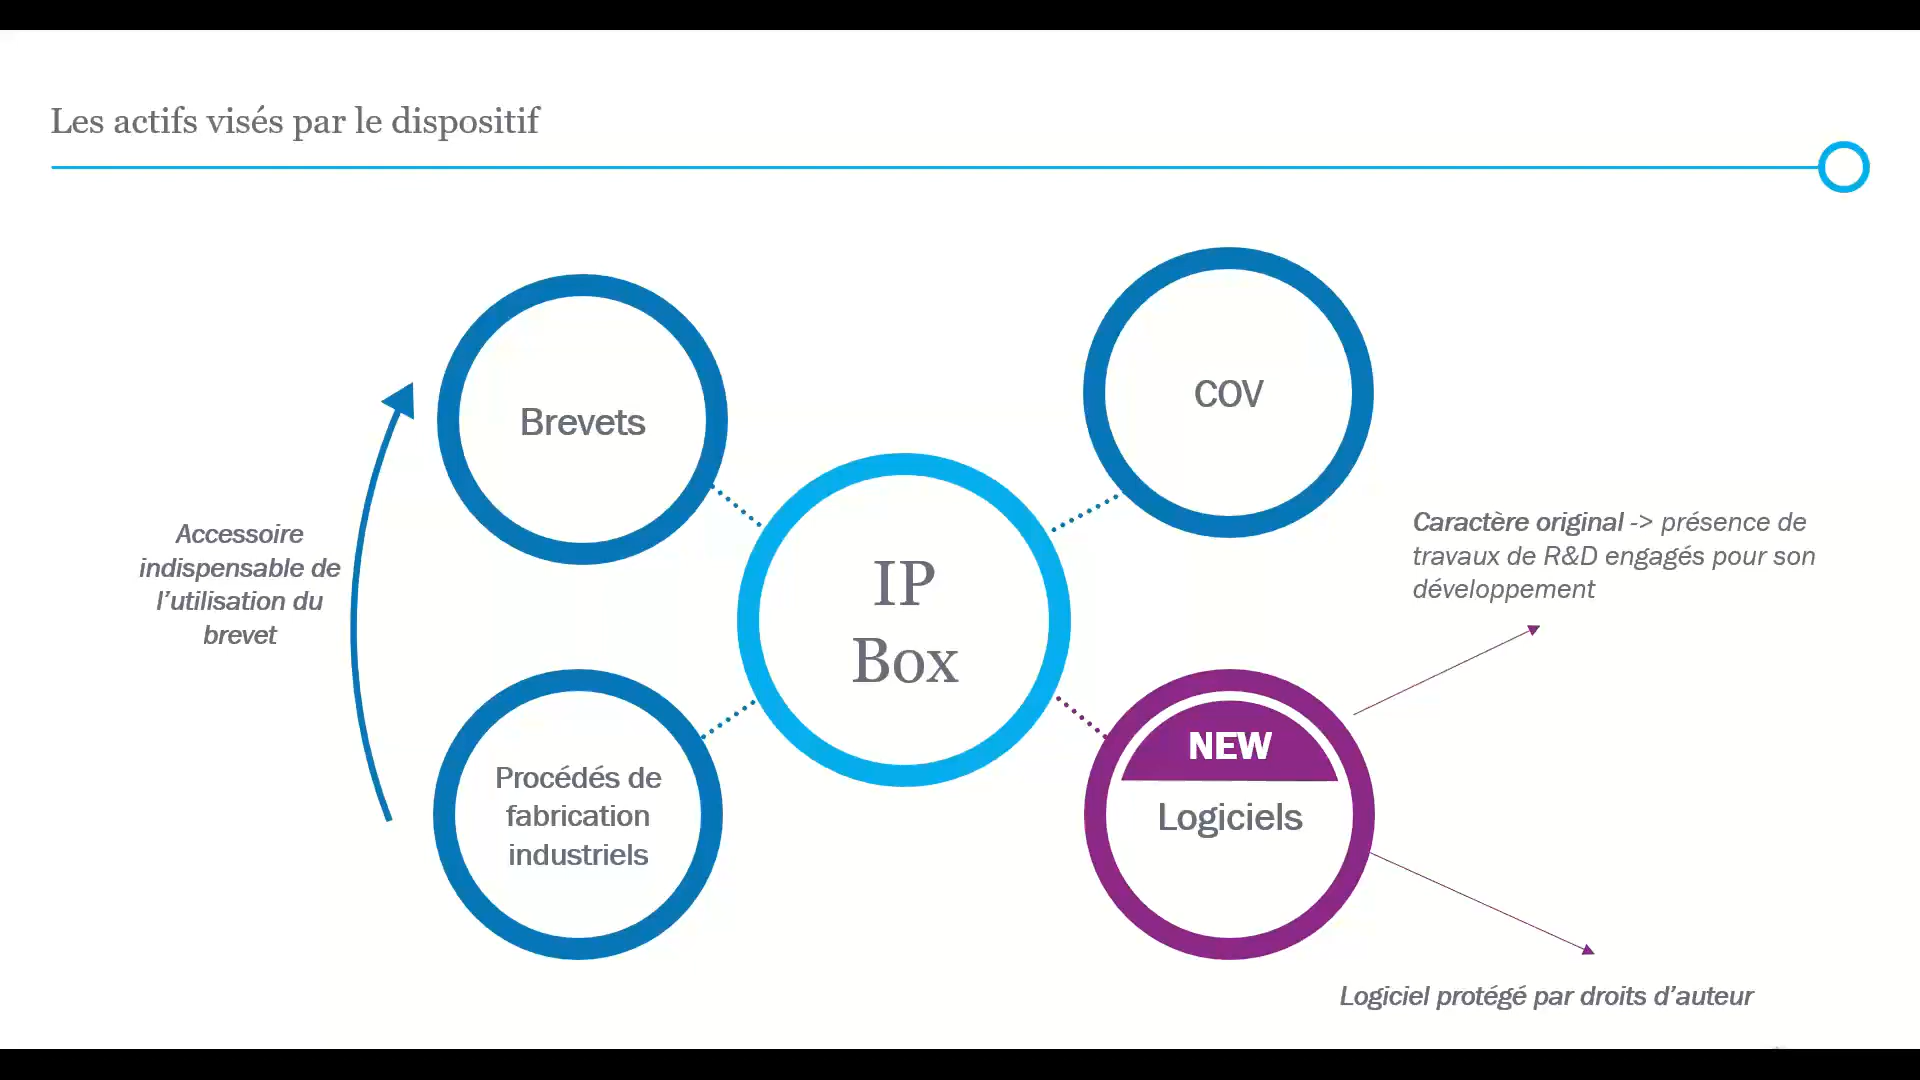 Les actifs visés par le dispositif
Brevets
COV
Accessoire
indispensable de
l’utilisation du
brevet
IP
Box
Caractère original -> présence de
travaux de R&D engagés pour son
développement
Procédés de
fabrication
industriels
NEW
Logiciels
Logiciel protégé par droits d’auteur